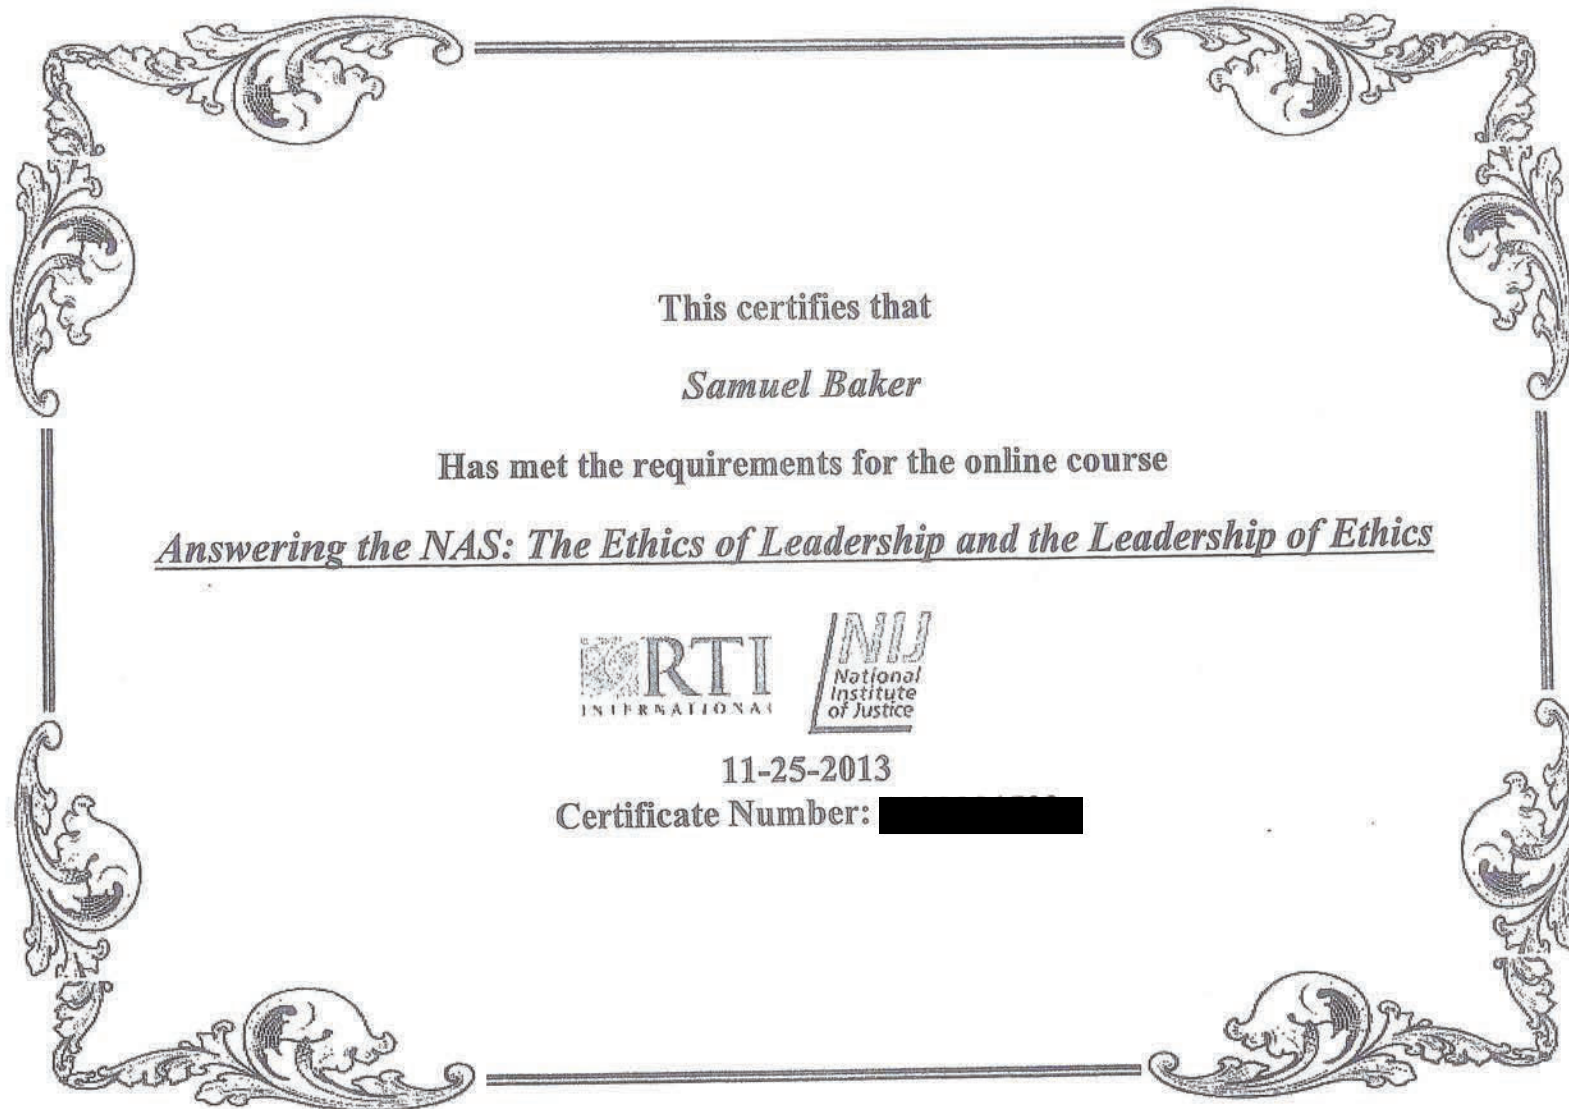 This certifies that
Samuel Baker
Has met the requirements for the online course
Answering the NAS: The Ethics of Leadership and the Leadership of Ethics
RTI
INTERNATIONAL
NIJ
National
Institute
of Justice
11-25-2013
Certificate Number: